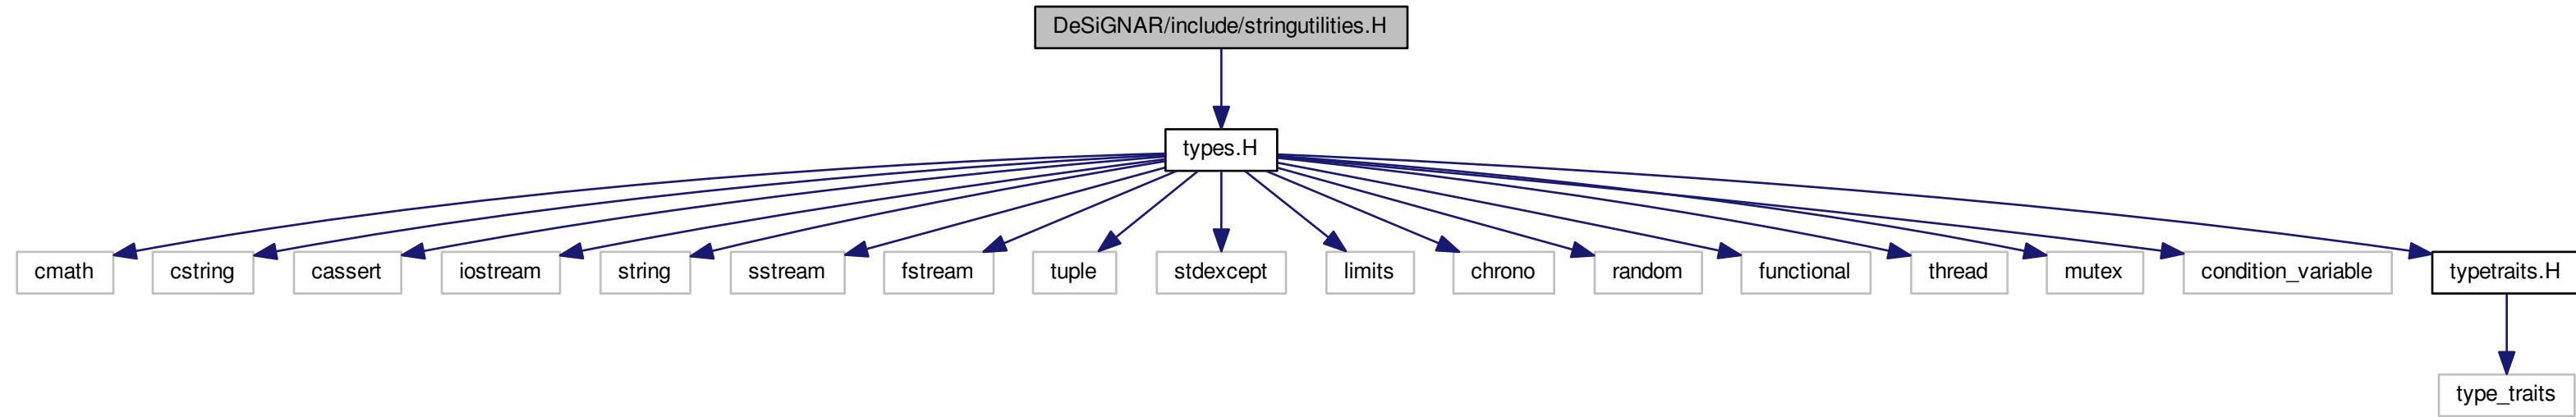 DeSiGNAR/include/stringutilities.H
types.H
cmath
cstring
cassert
iostream
string
sstream
fstream
tuple
stdexcept
limits
chrono
random
functional
thread
mutex
condition_variable
typetraits.H
type_traits